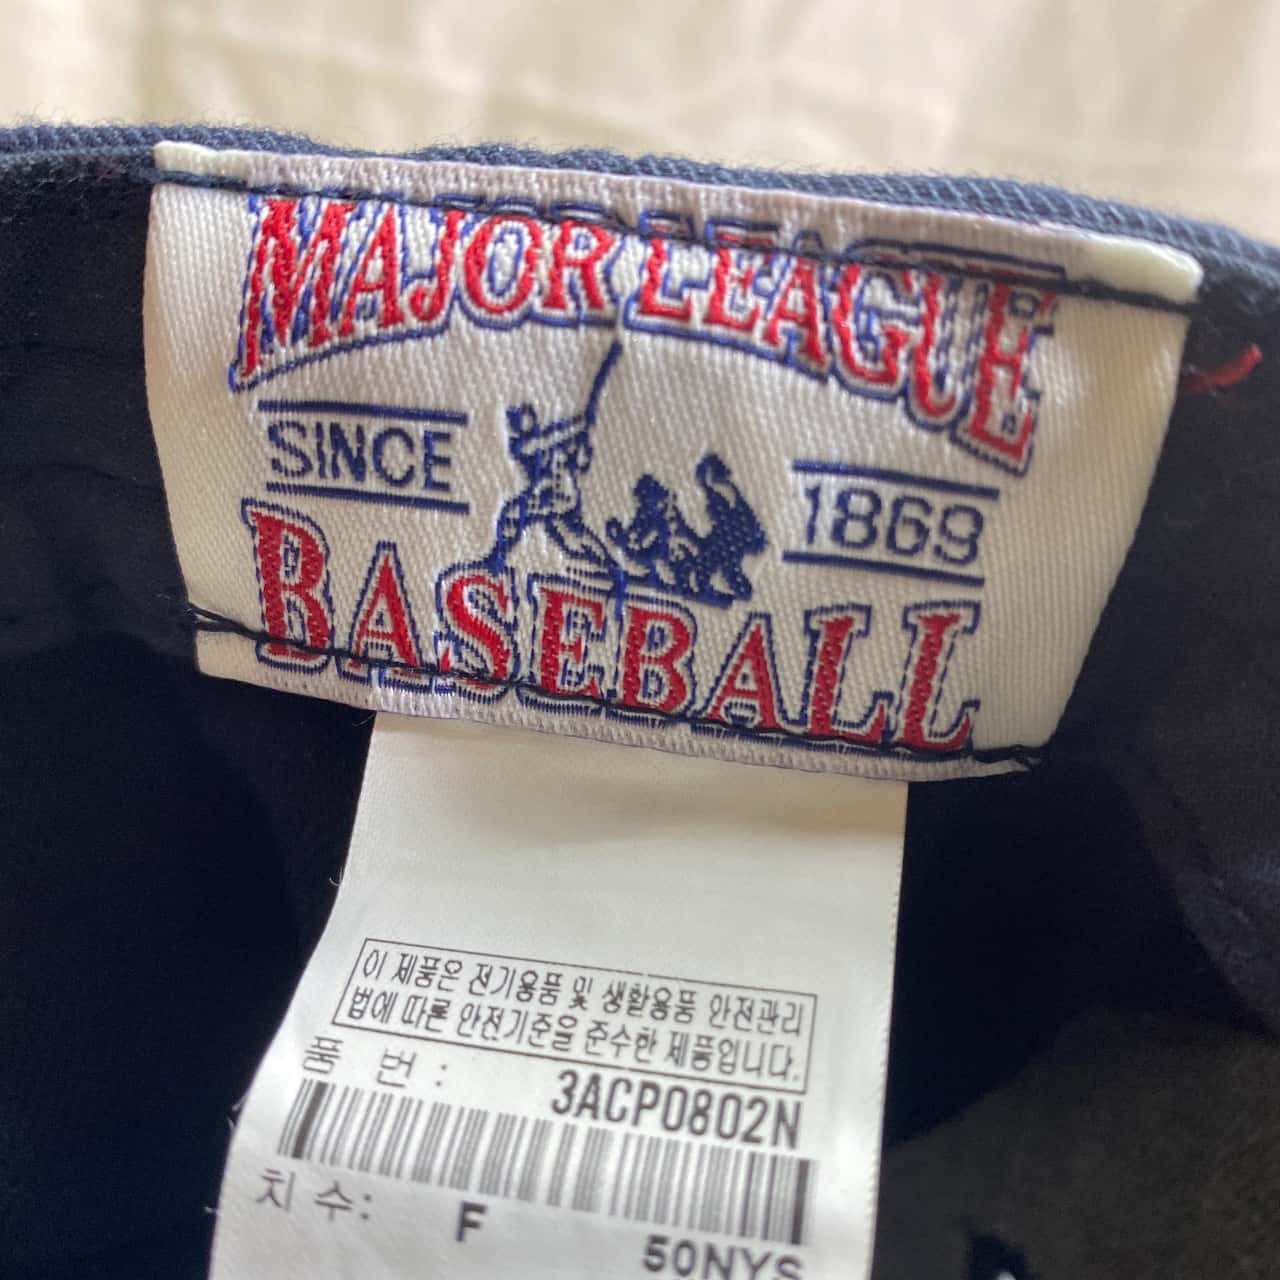 MAJOR LEAGUE
SINCE 1869
BASEBALL
이 제품은 전기용품 및 생활용품 안전관리
법에 따른 안전기준을 준수한 제품입니다.
품 번 : 3ACP0802N
치 수: F
50NYS